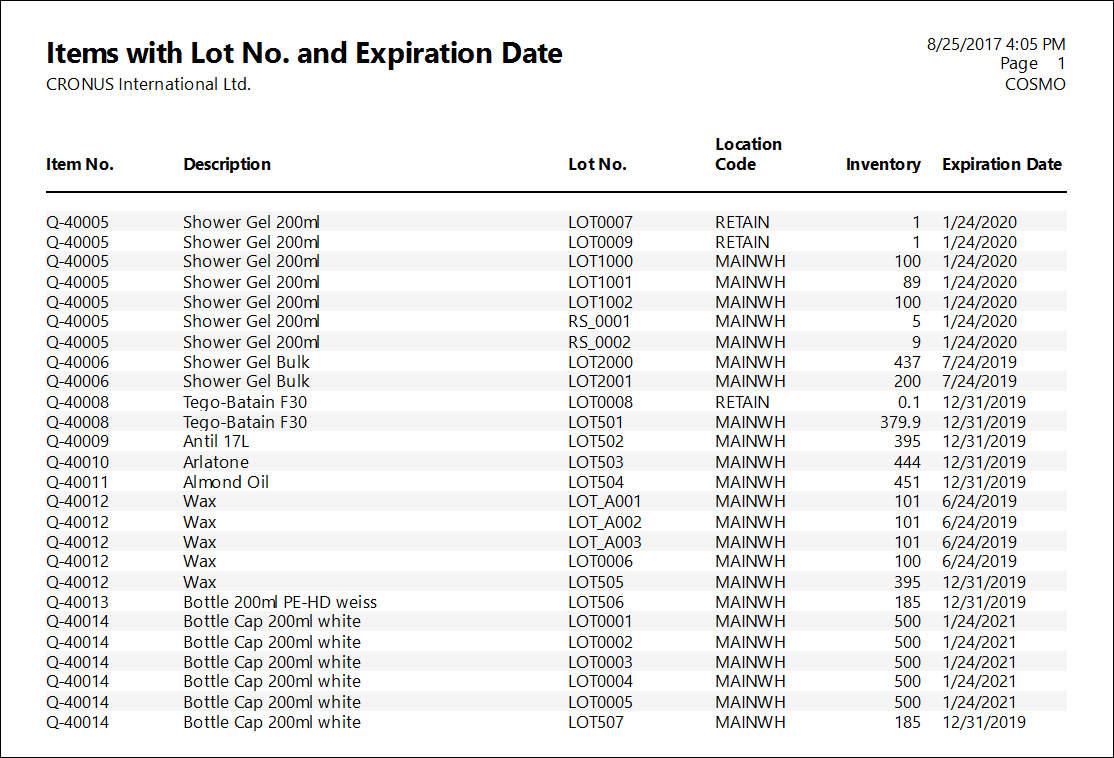 Items with Lot No. and Expiration Date
8/25/2017 4:05 PM
CRONUS International Ltd.
Page 1
COSMO
Item No. Description Lot No. Location Code Inventory Expiration Date
Q-40005 Shower Gel 200ml LOT0007 RETAIN 1 1/24/2020
Q-40005 Shower Gel 200ml LOT0009 RETAIN 1 1/24/2020
Q-40005 Shower Gel 200ml LOT1000 MAINWH 100 1/24/2020
Q-40005 Shower Gel 200ml LOT1001 MAINWH 89 1/24/2020
Q-40005 Shower Gel 200ml LOT1002 MAINWH 100 1/24/2020
Q-40005 Shower Gel 200ml RS_0001 MAINWH 5 1/24/2020
Q-40005 Shower Gel 200ml RS_0002 MAINWH 9 1/24/2020
Q-40006 Shower Gel Bulk LOT2000 MAINWH 437 7/24/2019
Q-40006 Shower Gel Bulk LOT2001 MAINWH 200 7/24/2019
Q-40008 Tego-Batain F30 LOT0008 RETAIN 0.1 12/31/2019
Q-40008 Tego-Batain F30 LOT501 MAINWH 379.9 12/31/2019
Q-40009 Antil 17L LOT502 MAINWH 395 12/31/2019
Q-40010 Arlatone LOT503 MAINWH 444 12/31/2019
Q-40011 Almond Oil LOT504 MAINWH 451 12/31/2019
Q-40012 Wax LOT_A001 MAINWH 101 6/24/2019
Q-40012 Wax LOT_A002 MAINWH 101 6/24/2019
Q-40012 Wax LOT_A003 MAINWH 101 6/24/2019
Q-40012 Wax LOT0006 MAINWH 100 6/24/2019
Q-40012 Wax LOT505 MAINWH 395 12/31/2019
Q-40013 Bottle 200ml PE-HD weiss LOT506 MAINWH 185 12/31/2019
Q-40014 Bottle Cap 200ml white LOT0001 MAINWH 500 1/24/2021
Q-40014 Bottle Cap 200ml white LOT0002 MAINWH 500 1/24/2021
Q-40014 Bottle Cap 200ml white LOT0003 MAINWH 500 1/24/2021
Q-40014 Bottle Cap 200ml white LOT0004 MAINWH 500 1/24/2021
Q-40014 Bottle Cap 200ml white LOT0005 MAINWH 500 1/24/2021
Q-40014 Bottle Cap 200ml white LOT507 MAINWH 185 12/31/2019